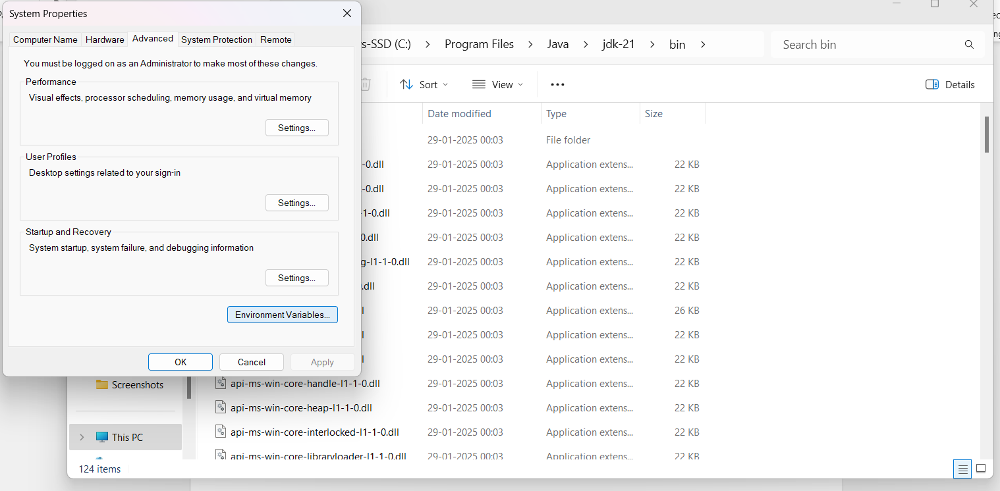 System Properties
Computer Name Hardware Advanced System Protection Remote
You must be logged on as an Administrator to make most of these changes.
Performance
Visual effects, processor scheduling, memory usage, and virtual memory
Settings...
User Profiles
Desktop settings related to your sign-in
Settings...
Startup and Recovery
System startup, system failure, and debugging information
Settings...
Environment Variables...
OK Cancel Apply
s-SSD (C:) > Program Files > Java > jdk-21 > bin >
Search bin
Sort View ••• Details
Date modified Type Size
29-01-2025 00:03 File folder
-0.dll 29-01-2025 00:03 Application extens... 22 KB
-0.dll 29-01-2025 00:03 Application extens... 22 KB
-1-0.dll 29-01-2025 00:03 Application extens... 22 KB
0.dll 29-01-2025 00:03 Application extens... 22 KB
g-l1-1-0.dll 29-01-2025 00:03 Application extens... 22 KB
.dll 29-01-2025 00:03 Application extens... 22 KB
l 29-01-2025 00:03 Application extens... 26 KB
l 29-01-2025 00:03 Application extens... 22 KB
l 29-01-2025 00:03 Application extens... 22 KB
api-ms-win-core-handle-l1-1-0.dll 29-01-2025 00:03 Application extens... 22 KB
api-ms-win-core-heap-l1-1-0.dll 29-01-2025 00:03 Application extens... 22 KB
api-ms-win-core-interlocked-l1-1-0.dll 29-01-2025 00:03 Application extens... 22 KB
api-ms-win-core-libraryloader-l1-1-0.dll 29-01-2025 00:03 Application extens... 22 KB
Screenshots
This PC
124 items